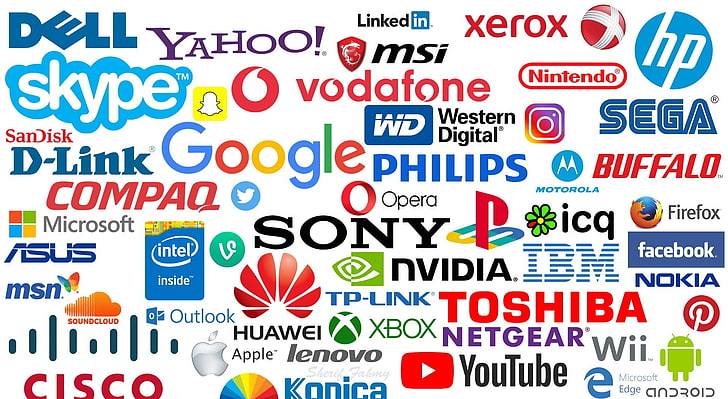 DELL
YAHOO!®
LinkedIn
msi
xerox
hp
skype™
vodafone
Nintendo®
SanDisk
WD Western
Digital®
SEGA®
D-Link®
Google
PHILIPS
MOTOROLA
BUFFALO™
COMPAQ
Opera
Microsoft
SONY
icq
Firefox
ASUS
intel
inside™
NVIDIA®
IBM
facebook
NOKIA
msn
TP-LINK®
TOSHIBA
SOUNDCLOUD
Outlook
HUAWEI
XBOX
NETGEAR®
Apple™
lenovo
Wii
Sherif Fahmy
YouTube
Microsoft
Edge
ANDROID
CISCO
Konica